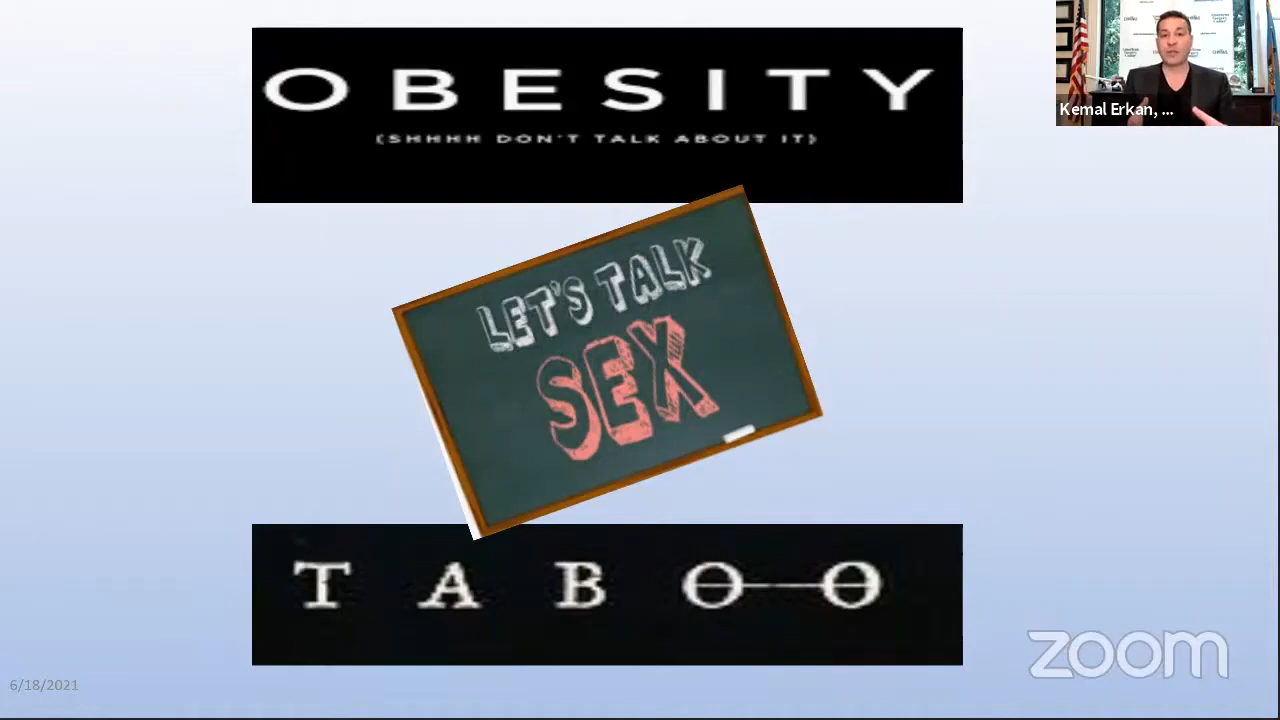 OBESITY
(SHHHH DON'T TALK ABOUT IT)
Kemal Erkan, ...
LET'S TALK
SEX
TABOO
zoom
6/18/2021